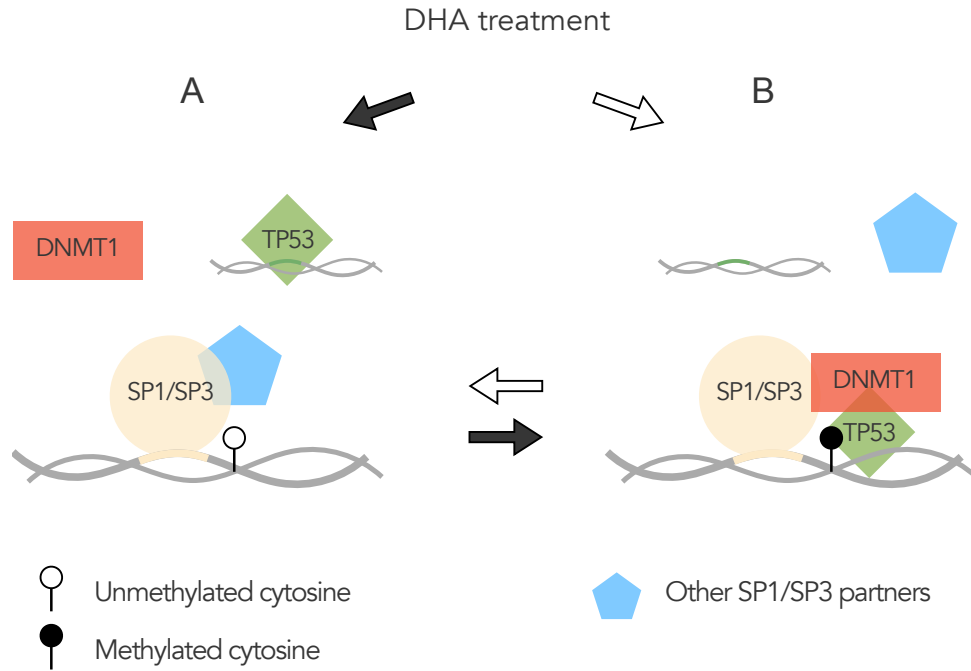 DHA treatment
A
B
DNMT1
TP53
SP1/SP3
SP1/SP3
DNMT1
TP53
Unmethylated cytosine
Other SP1/SP3 partners
Methylated cytosine